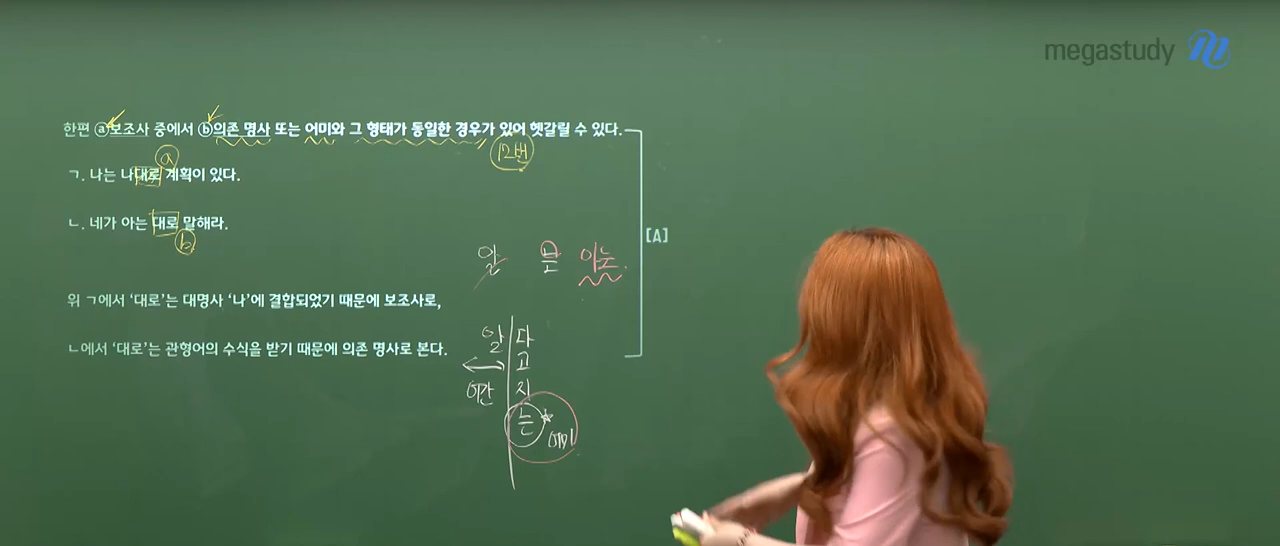 megastudy
한편 ⓐ보조사 중에서 ⓑ의존 명사 또는 어미와 그 형태가 동일한 경우가 있어 헷갈릴 수 있다.
12번
ⓐ
ㄱ. 나는 나대로 계획이 있다.
ㄴ. 네가 아는 대로 말해라.
ⓑ
[A]
알 는 아는
위 ㄱ에서 ‘대로’는 대명사 ‘나’에 결합되었기 때문에 보조사로,
ㄴ에서 ‘대로’는 관형어의 수식을 받기 때문에 의존 명사로 본다.
알 다
고
어간 지
는
어미